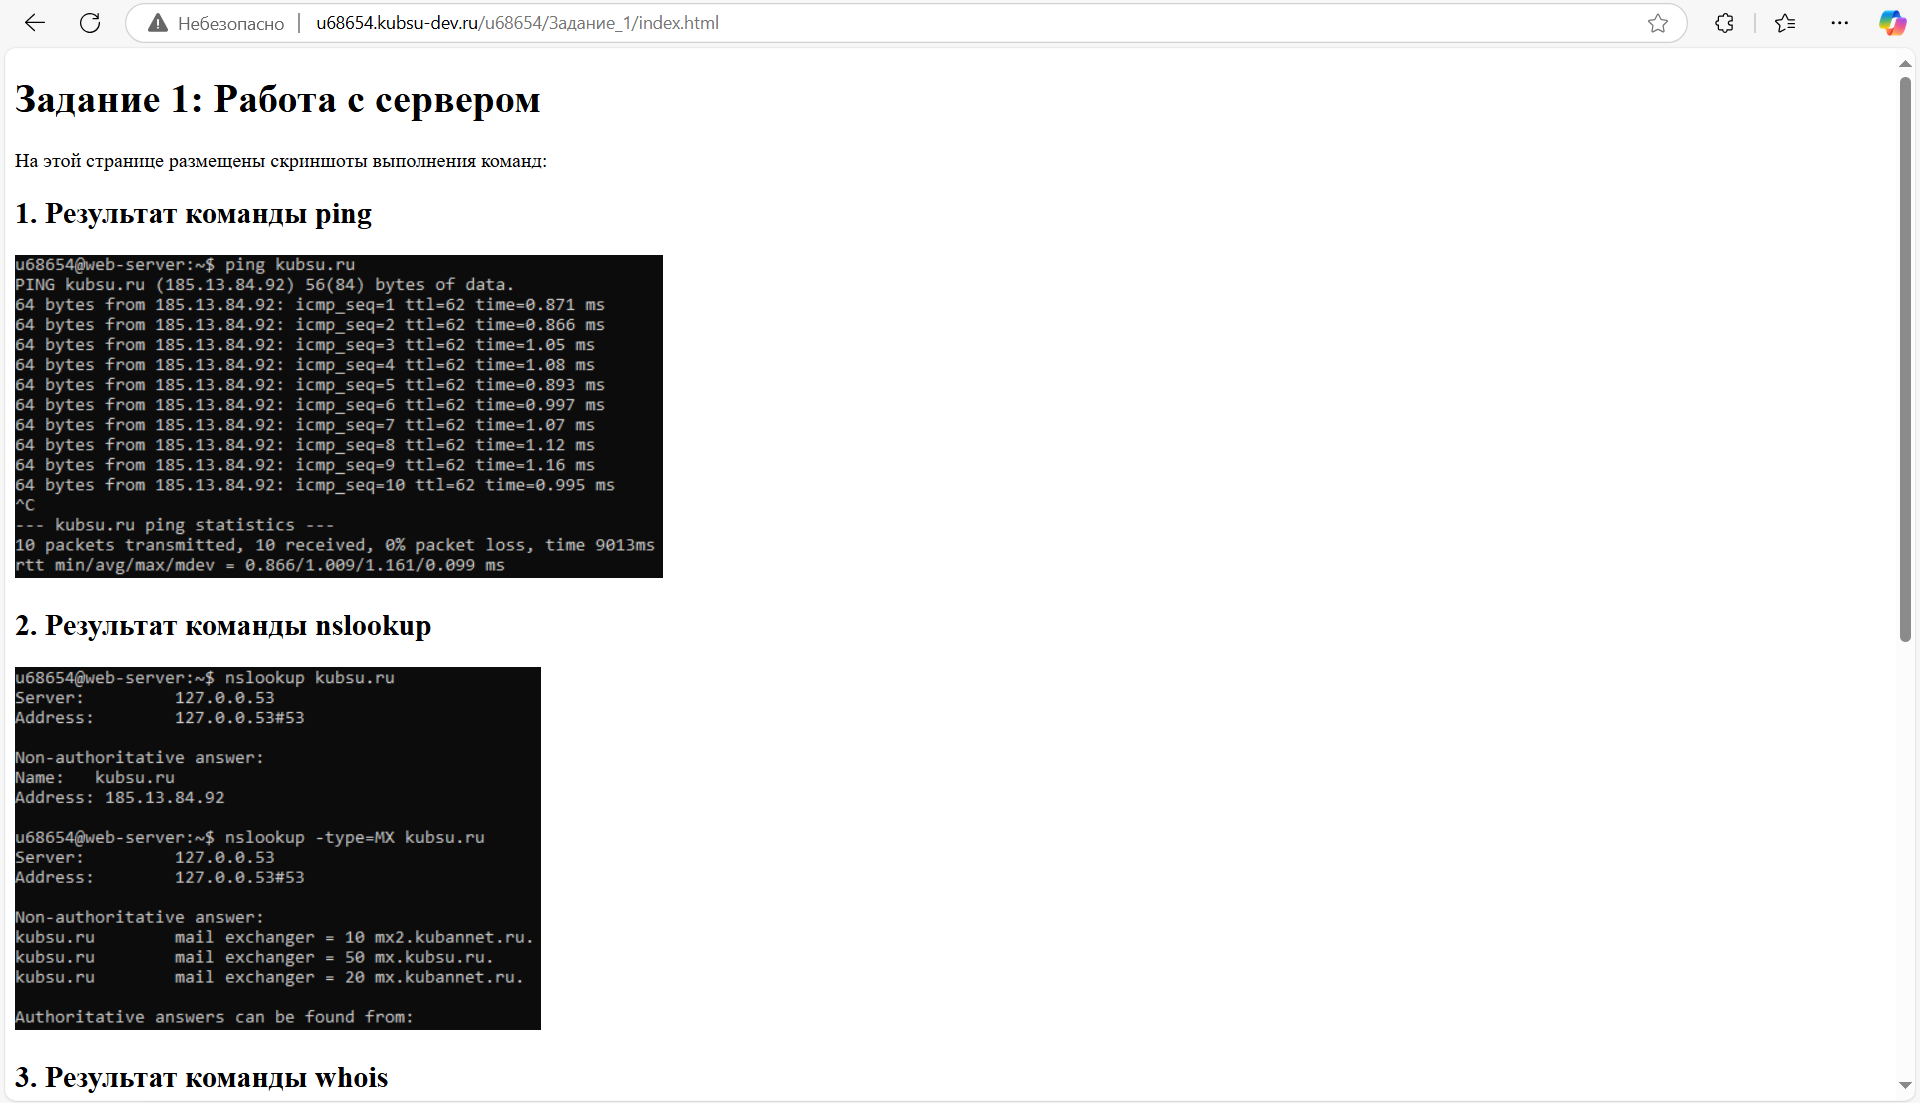 Небезопасно | u68654.kubsu-dev.ru/u68654/Задание_1/index.html
Задание 1: Работа с сервером
На этой странице размещены скриншоты выполнения команд:
1. Результат команды ping
u68654@web-server:~$ ping kubsu.ru
PING kubsu.ru (185.13.84.92) 56(84) bytes of data.
64 bytes from 185.13.84.92: icmp_seq=1 ttl=62 time=0.871 ms
64 bytes from 185.13.84.92: icmp_seq=2 ttl=62 time=0.866 ms
64 bytes from 185.13.84.92: icmp_seq=3 ttl=62 time=1.05 ms
64 bytes from 185.13.84.92: icmp_seq=4 ttl=62 time=1.08 ms
64 bytes from 185.13.84.92: icmp_seq=5 ttl=62 time=0.893 ms
64 bytes from 185.13.84.92: icmp_seq=6 ttl=62 time=0.997 ms
64 bytes from 185.13.84.92: icmp_seq=7 ttl=62 time=1.07 ms
64 bytes from 185.13.84.92: icmp_seq=8 ttl=62 time=1.12 ms
64 bytes from 185.13.84.92: icmp_seq=9 ttl=62 time=1.16 ms
64 bytes from 185.13.84.92: icmp_seq=10 ttl=62 time=0.995 ms
^C
--- kubsu.ru ping statistics ---
10 packets transmitted, 10 received, 0% packet loss, time 9013ms
rtt min/avg/max/mdev = 0.866/1.009/1.161/0.099 ms
2. Результат команды nslookup
u68654@web-server:~$ nslookup kubsu.ru
Server: 127.0.0.53
Address: 127.0.0.53#53
Non-authoritative answer:
Name: kubsu.ru
Address: 185.13.84.92
u68654@web-server:~$ nslookup -type=MX kubsu.ru
Server: 127.0.0.53
Address: 127.0.0.53#53
Non-authoritative answer:
kubsu.ru mail exchanger = 10 mx2.kubannet.ru.
kubsu.ru mail exchanger = 50 mx.kubsu.ru.
kubsu.ru mail exchanger = 20 mx.kubannet.ru.
Authoritative answers can be found from:
3. Результат команды whois